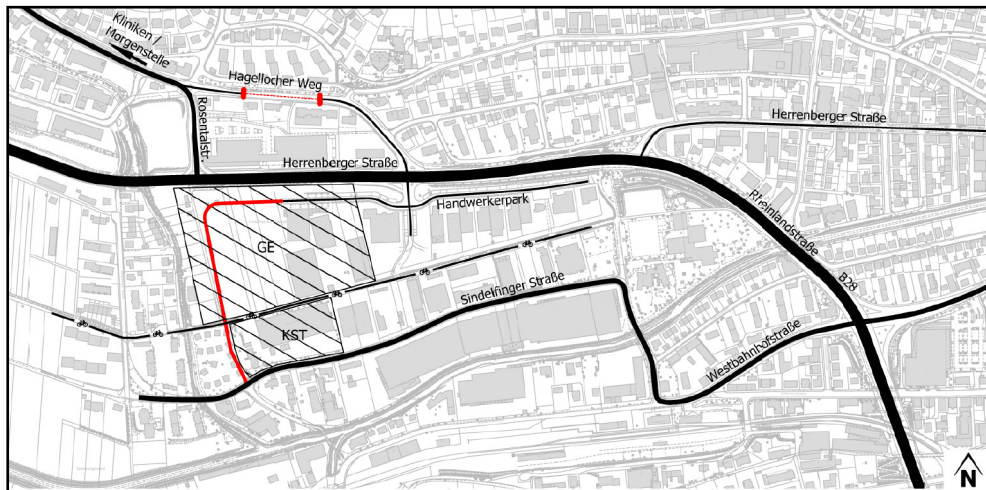 Kliniken /
Morgenstelle
Hagellocher Weg
Rosentalstr.
Herrenberger Straße
Herrenberger Straße
Handwerkerpark
Rheinlandstraße
B28
GE
Sindelfinger Straße
KST
Westbahnhofstraße
N